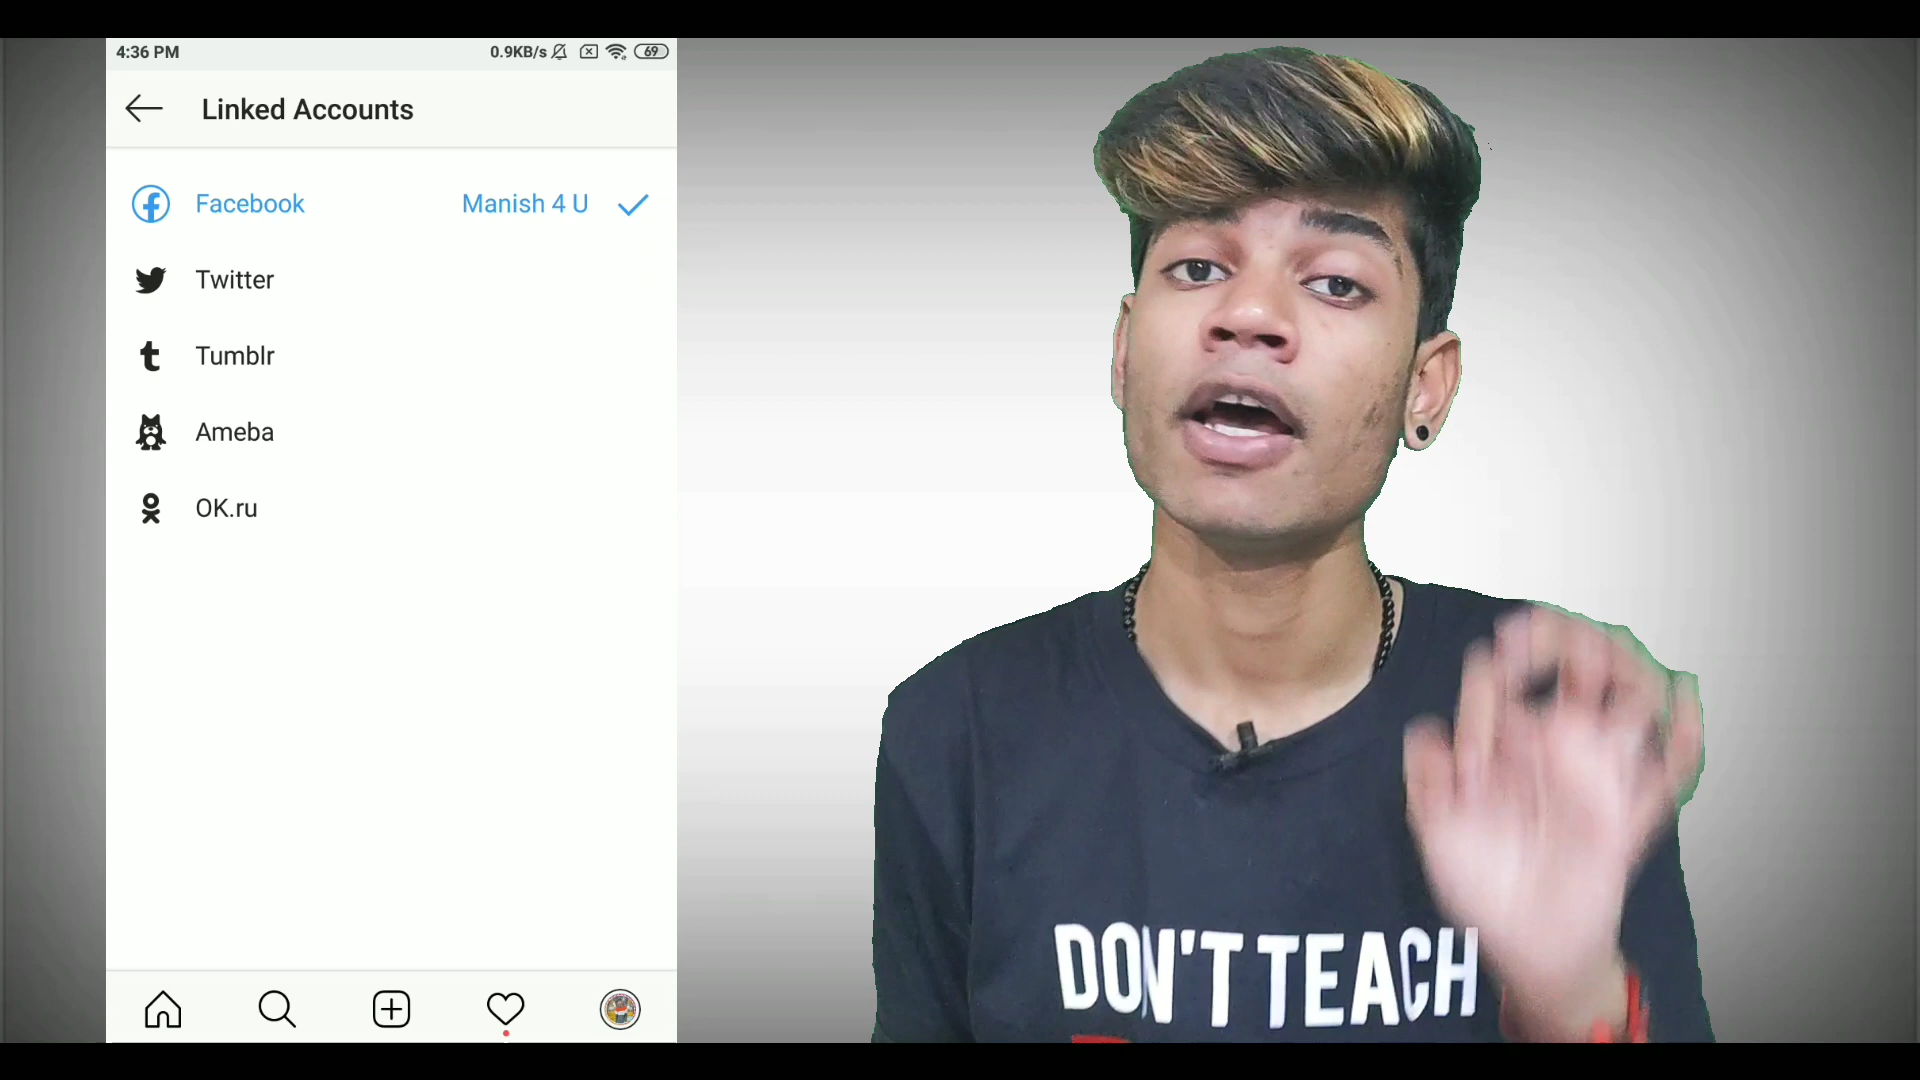 4:36 PM 0.9KB/s 69
Linked Accounts
Facebook Manish 4 U
Twitter
Tumblr
Ameba
OK.ru
DON'T TEACH